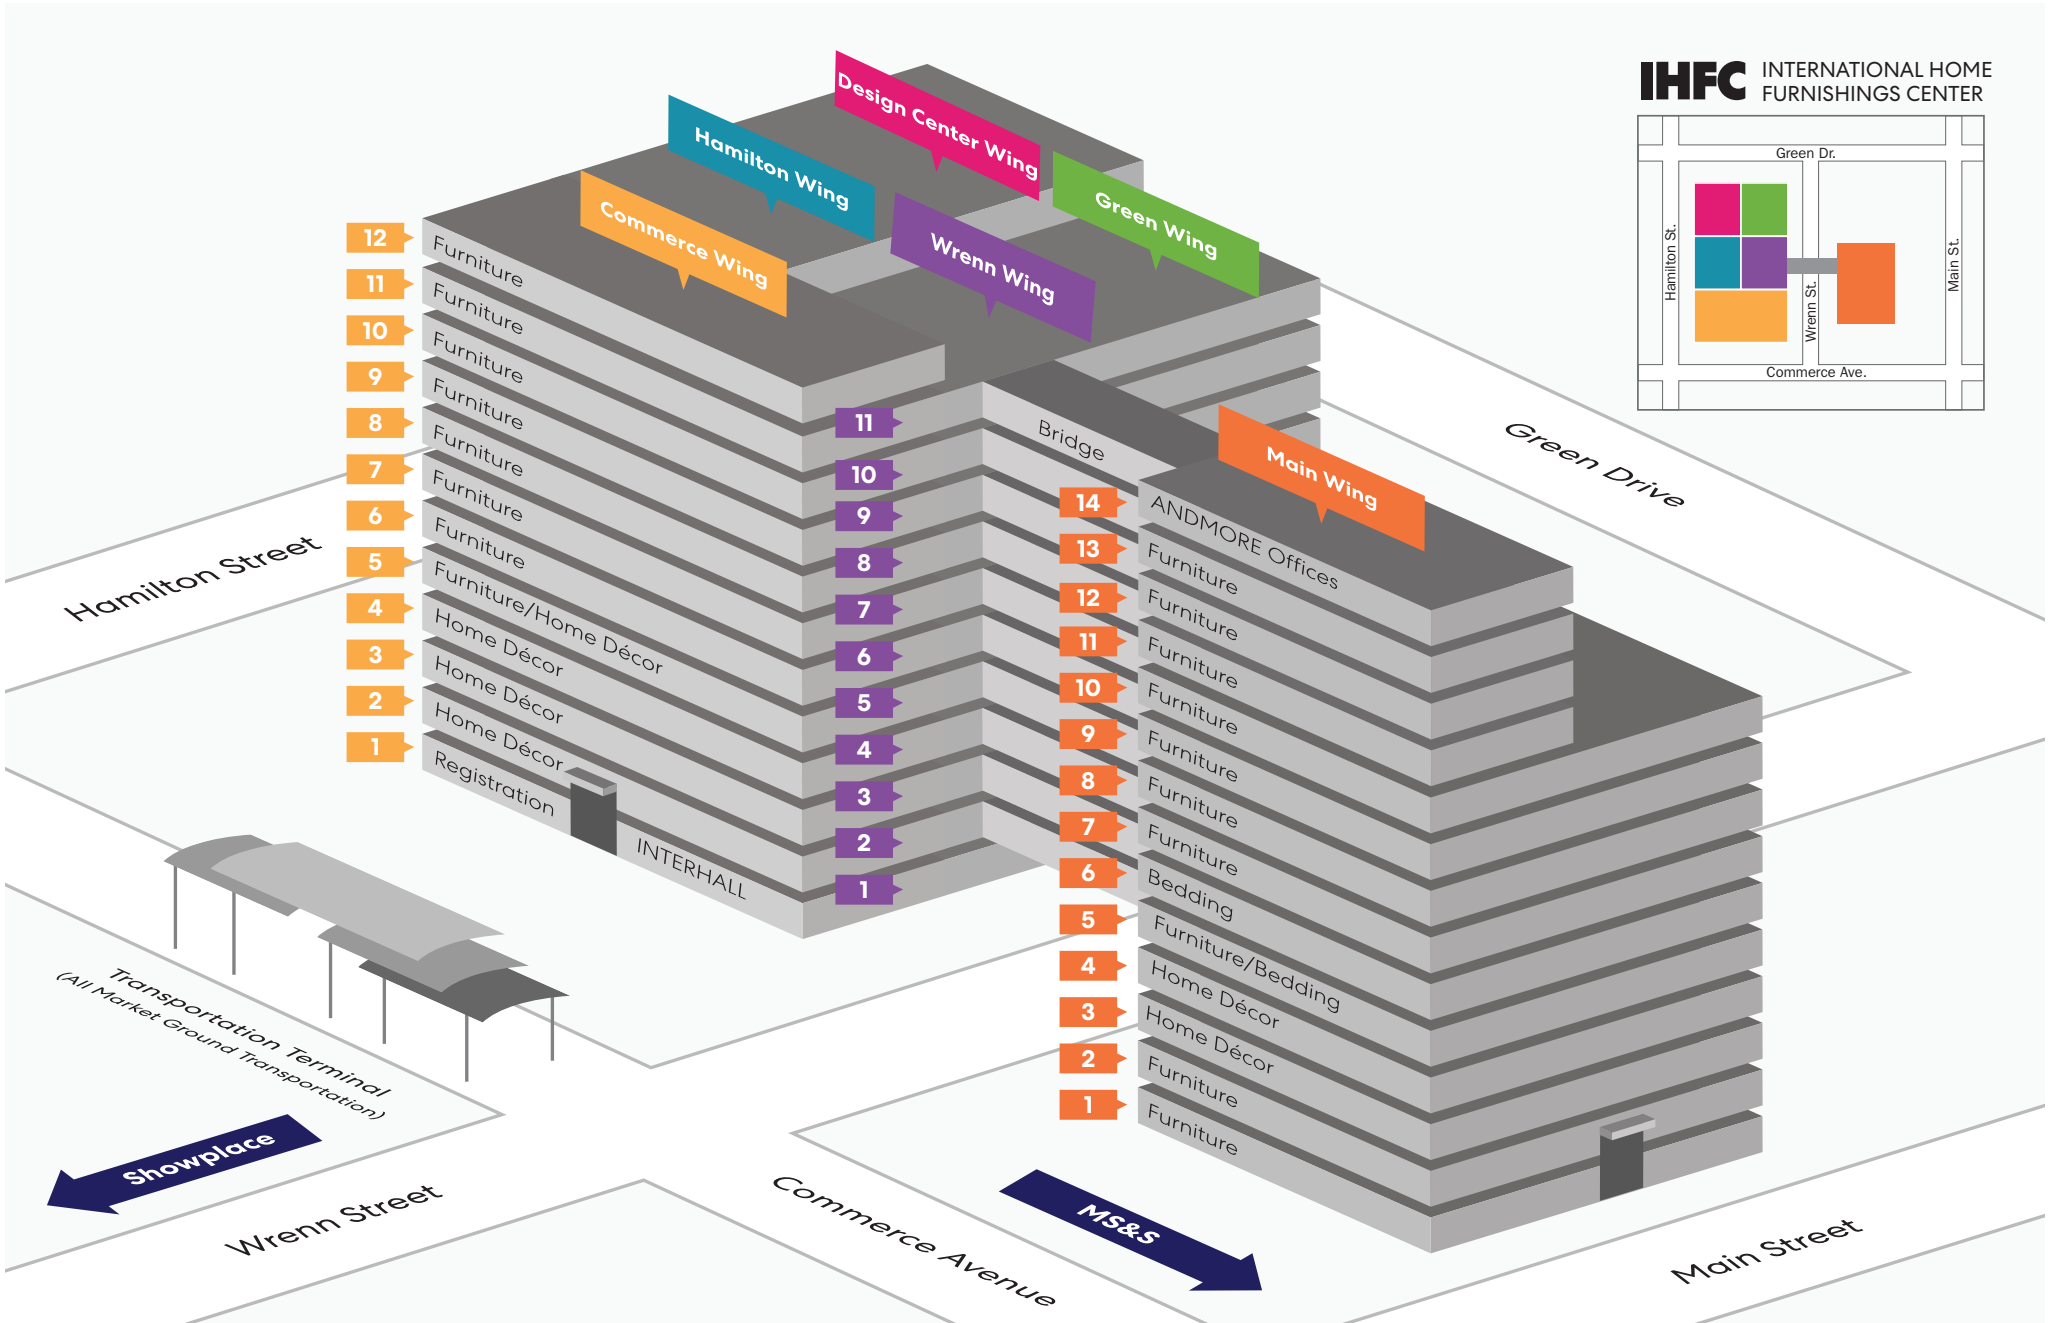 IHFC INTERNATIONAL HOME
FURNISHINGS CENTER
Green Dr.
Hamilton St.
Wrenn St.
Main St.
Commerce Ave.
Design Center Wing
Hamilton Wing
Green Wing
Commerce Wing
Wrenn Wing
Main Wing
12 Furniture
11 Furniture
10 Furniture
9 Furniture
8 Furniture
7 Furniture
6 Furniture
5 Furniture/Home Décor
4 Home Décor
3 Home Décor
2 Home Décor
1 Registration
INTERHALL
11
10
9
8
7
6
5
4
3
2
1
Bridge
14 ANDMORE Offices
13 Furniture
12 Furniture
11 Furniture
10 Furniture
9 Furniture
8 Furniture
7 Furniture
6 Bedding
5 Furniture/Bedding
4 Home Décor
3 Home Décor
2 Furniture
1 Furniture
Hamilton Street
Green Drive
Transportation Terminal
(All Market Ground Transportation)
Showplace
Wrenn Street
Commerce Avenue
MS&S
Main Street